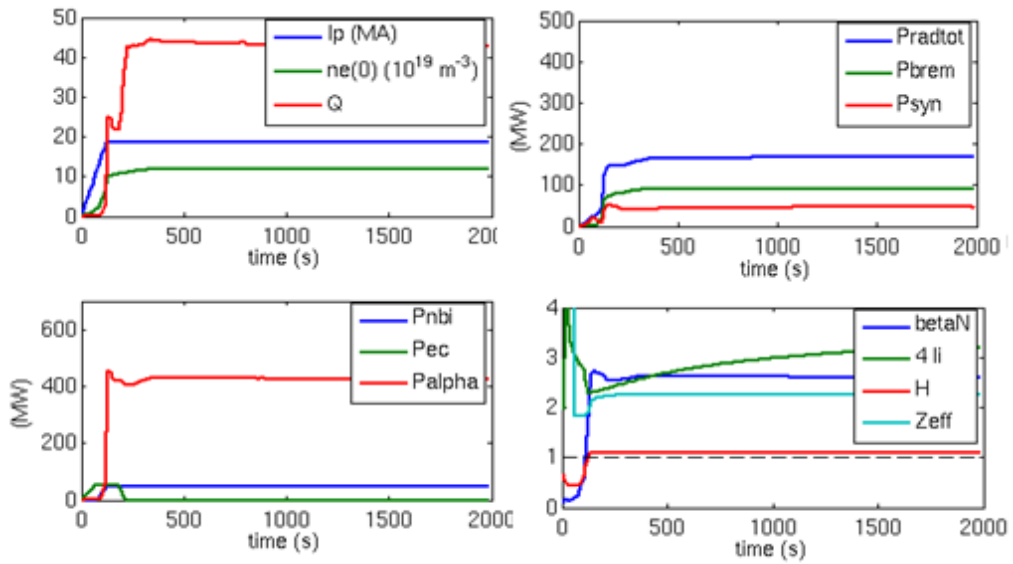 50
40
30
20
10
0
(MA)
Ip (MA)
ne(0) (10^19 m^-3)
Q
0 500 1000 1500 200
time (s)
500
400
300
200
100
0
(MW)
Pradtot
Pbrem
Psyn
0 500 1000 1500 2000
time (s)
600
400
200
0
(MW)
Pnbi
Pec
Palpha
0 500 1000 1500 2000
time (s)
4
3
2
1
0
betaN
4 li
H
Zeff
0 500 1000 1500 2000
time (s)